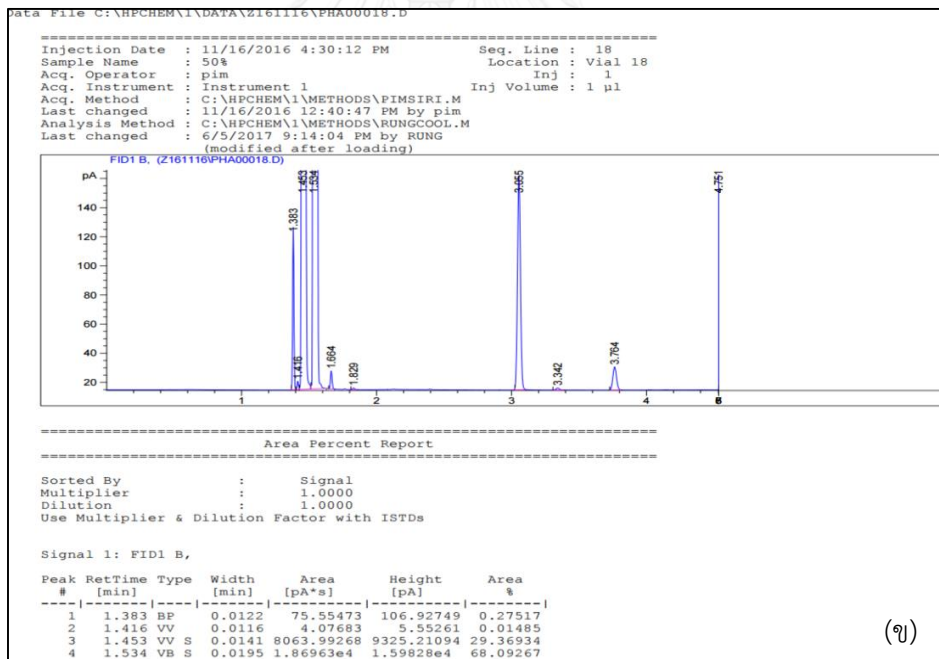 Data File C:\HPCHEM\1\DATA\Z161116\PHA00018.D
=====================================================================
Injection Date  : 11/16/2016 4:30:12 PM          Seq. Line :  18
Sample Name     : 50%                             Location : Vial 18
Acq. Operator   : pim                                  Inj :   1
Acq. Instrument : Instrument 1                  Inj Volume : 1 µl
Acq. Method     : C:\HPCHEM\1\METHODS\PIMSIRI.M
Last changed    : 11/16/2016 12:40:47 PM by pim
Analysis Method : C:\HPCHEM\1\METHODS\RUNGCOOL.M
Last changed    : 6/5/2017 9:14:04 PM by RUNG
(modified after loading)
FID1 B, (Z161116\PHA00018.D)
pA
140
120
100
80
60
40
20
1.383
1.416
1.453
1.534
1.664
1.829
3.055
3.342
3.764
4.751
1 2 3 4
=====================================================================
Area Percent Report
=====================================================================
Sorted By             :      Signal
Multiplier            :      1.0000
Dilution              :      1.0000
Use Multiplier & Dilution Factor with ISTDs
Signal 1: FID1 B,
Peak RetTime Type  Width     Area      Height     Area
#   [min]        [min]   [pA*s]     [pA]         %
----|-------|----|-------|----------|----------|--------|
1   1.383 BP    0.0122   75.55473  106.92749  0.27517
2   1.416 VV    0.0116    4.07683    5.55261  0.01485
3   1.453 VV S  0.0141 8063.99268 9325.21094 29.36934
4   1.534 VB S  0.0195 1.86963e4  1.59828e4  68.09267
(ข)